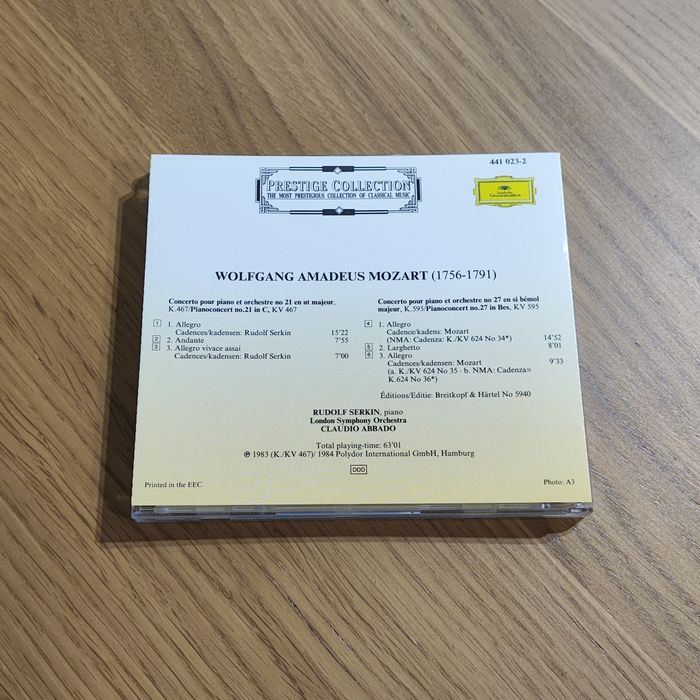 441 023-2
PRESTIGE COLLECTION
THE MOST PRESTIGIOUS COLLECTION OF CLASSICAL MUSIC
Deutsche
Grammophon
WOLFGANG AMADEUS MOZART (1756-1791)
Concerto pour piano et orchestre no 21 en ut majeur,
K.467/Pianoconcert no.21 in C, KV 467
1 1. Allegro
Cadences/kadensen: Rudolf Serkin 15'22
2 2. Andante 7'55
3 3. Allegro vivace assai
Cadences/kadensen: Rudolf Serkin 7'00
Concerto pour piano et orchestre no 27 en si bémol
majeur, K.595/Pianoconcert no.27 in Bes, KV 595
4 1. Allegro
Cadence/kadens: Mozart
(NMA: Cadenza: K./KV 624 No 34*) 14'52
5 2. Larghetto 8'01
6 3. Allegro 9'33
Cadences/kadensen: Mozart
(a. K./KV 624 No 35 · b. NMA: Cadenza=
K.624 No 36*)
Éditions/Editie: Breitkopf & Härtel No 5940
RUDOLF SERKIN, piano
London Symphony Orchestra
CLAUDIO ABBADO
Total playing-time: 63'01
℗ 1983 (K./KV 467)/ 1984 Polydor International GmbH, Hamburg
DDD
Printed in the EEC
Photo: A3